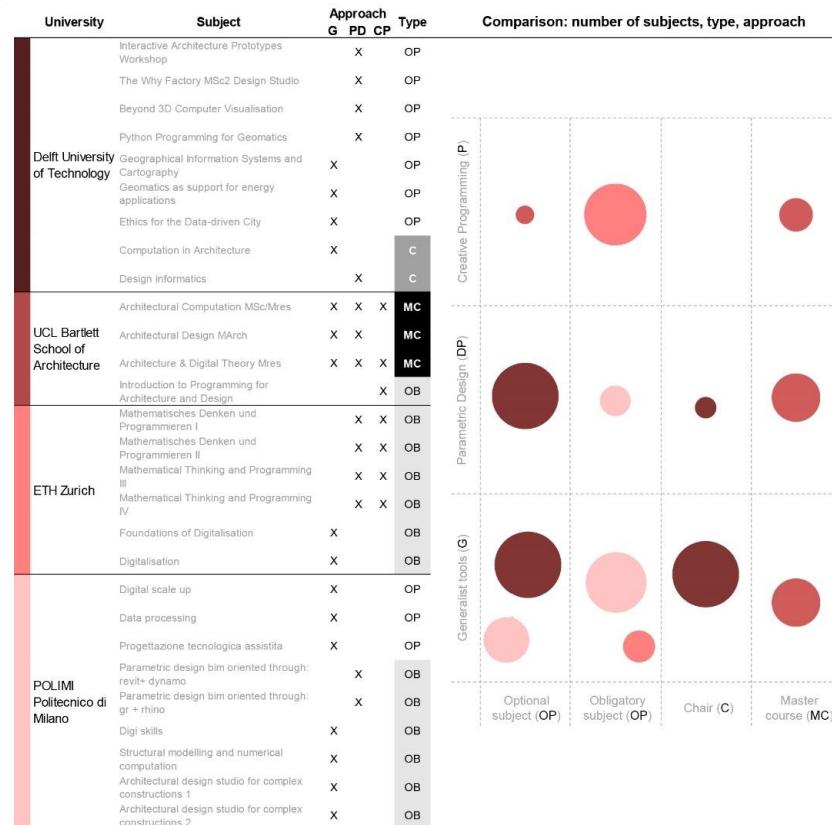 University Subject Approach Type
G PD CP
Comparison: number of subjects, type, approach
Delft University
of Technology
Interactive Architecture Prototypes
Workshop
X OP
The Why Factory MSc2 Design Studio X OP
Beyond 3D Computer Visualisation X OP
Python Programming for Geomatics X OP
Geographical Information Systems and
Cartography
X OP
Geomatics as support for energy
applications
X OP
Ethics for the Data-driven City X OP
Computation in Architecture X C
Design informatics X C
UCL Bartlett
School of
Architecture
Architectural Computation MSc/Mres X X X MC
Architectural Design MArch X X MC
Architecture & Digital Theory Mres X X X MC
Introduction to Programming for
Architecture and Design
X OB
ETH Zurich
Mathematisches Denken und
Programmieren I
X X OB
Mathematisches Denken und
Programmieren II
X X OB
Mathematical Thinking and Programming
III
X X OB
Mathematical Thinking and Programming
IV
X X OB
Foundations of Digitalisation X OB
Digitalisation X OB
POLIMI
Politecnico di
Milano
Digital scale up X OP
Data processing X OP
Progettazione tecnologica assistita X OP
Parametric design bim oriented through:
revit+ dynamo
X OB
Parametric design bim oriented through:
gr + rhino
X OB
Digi skills X OB
Structural modelling and numerical
computation
X OB
Architectural design studio for complex
constructions 1
X OB
Architectural design studio for complex
constructions 2
X OB
Creative Programming (P)
Parametric Design (DP)
Generalist tools (G)
Optional
subject (OP)
Obligatory
subject (OP)
Chair (C)
Master
course (MC)